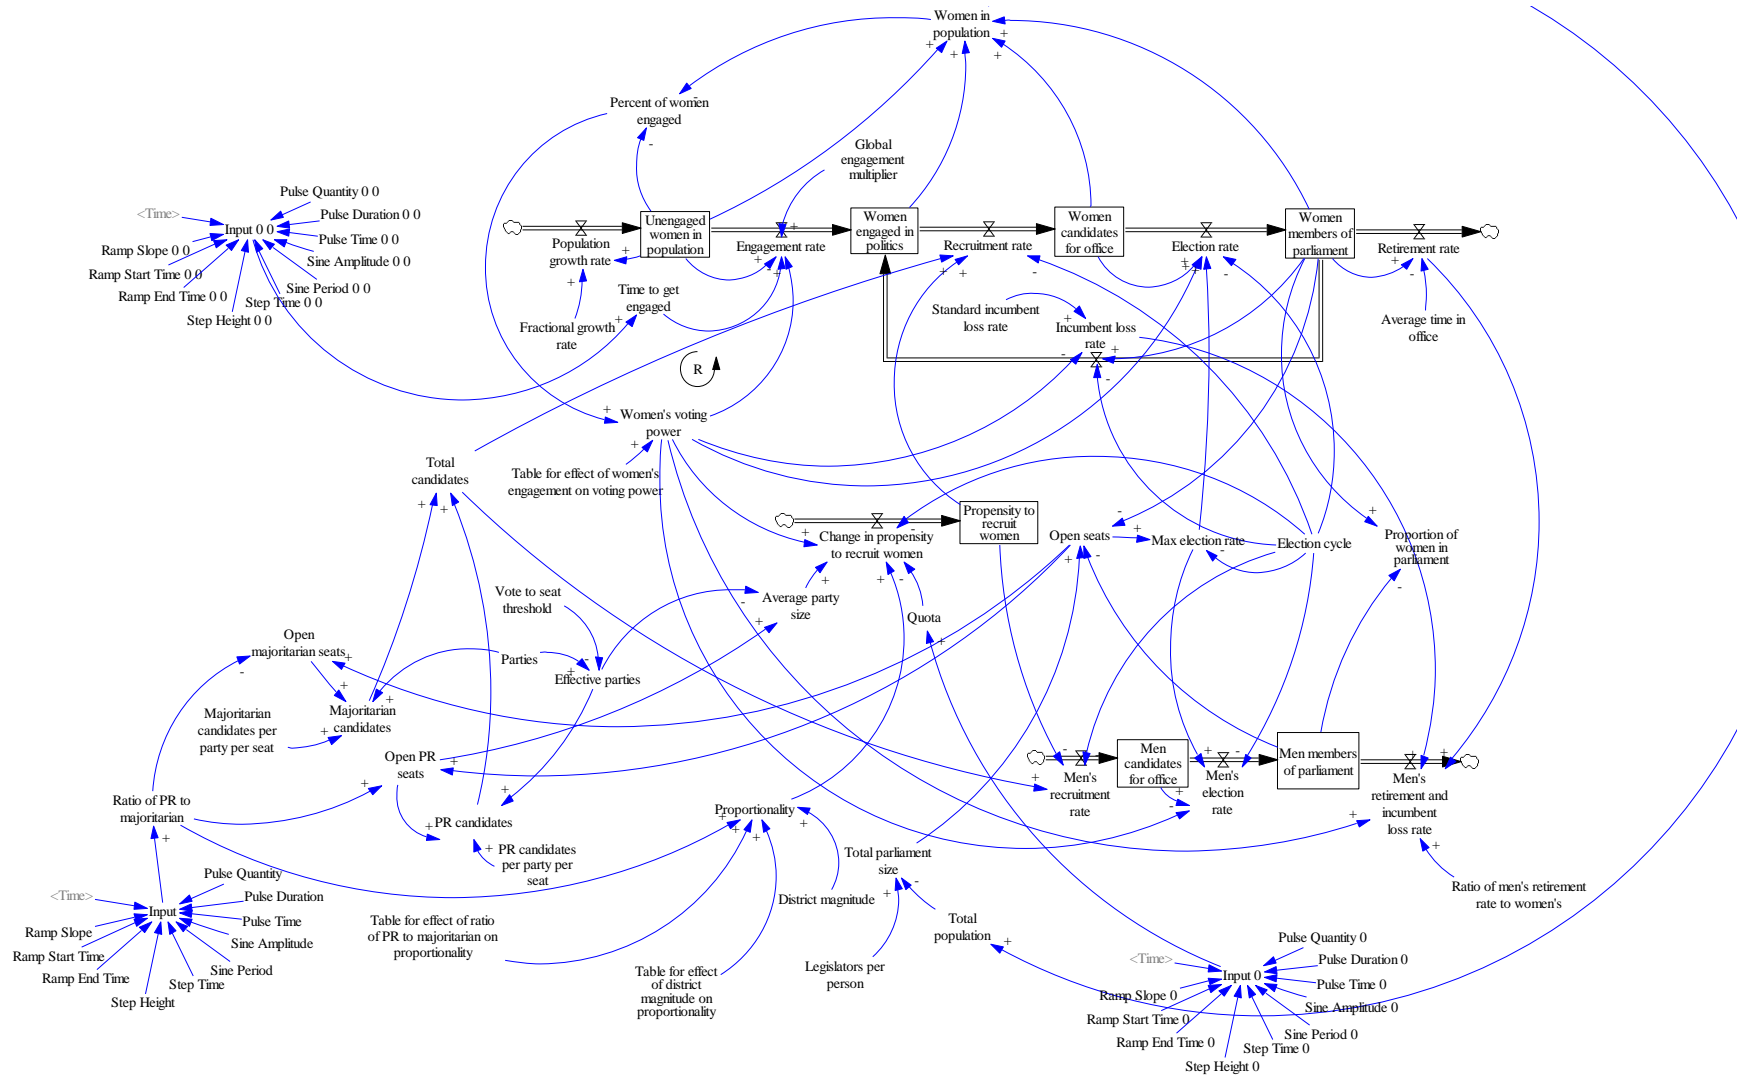 Women in
population
Percent of women
engaged
Global
engagement
multiplier
Pulse Quantity 0 0
<Time>
Pulse Duration 0 0
Input 0 0
Pulse Time 0 0
Ramp Slope 0 0
Sine Amplitude 0 0
Ramp Start Time 0 0
Sine Period 0 0
Ramp End Time 0 0
Step Time 0 0
Step Height 0 0
Unengaged
women in
population
Women
engaged in
politics
Women
candidates
for office
Women
members of
parliament
Population
growth rate
Engagement rate
Recruitment rate
Election rate
Retirement rate
Time to get
engaged
Fractional growth
rate
Standard incumbent
loss rate
Incumbent loss
rate
Average time in
office
R
Women's voting
power
Table for effect of women's
engagement on voting power
Total
candidates
Propensity to
recruit
women
Change in propensity
to recruit women
Open seats
Max election rate
Election cycle
Proportion of
women in
parliament
Vote to seat
threshold
Average party
size
Quota
Open
majoritarian seats
Parties
Effective parties
Majoritarian
candidates per
party per seat
Majoritarian
candidates
Open PR
seats
Men
candidates
for office
Men members
of parliament
Men's
recruitment
rate
Men's
election
rate
Men's
retirement and
incumbent
loss rate
Ratio of PR to
majoritarian
PR candidates
Proportionality
PR candidates
per party per
seat
Total parliament
size
District magnitude
Ratio of men's retirement
rate to women's
Pulse Quantity
<Time>
Pulse Duration
Input
Pulse Time
Ramp Slope
Sine Amplitude
Ramp Start Time
Sine Period
Ramp End Time
Step Time
Step Height
Table for effect of ratio
of PR to majoritarian on
proportionality
Total
population
Table for effect
of district
magnitude on
proportionality
Legislators per
person
Pulse Quantity 0
<Time>
Pulse Duration 0
Input 0
Pulse Time 0
Ramp Slope 0
Sine Amplitude 0
Ramp Start Time 0
Sine Period 0
Ramp End Time 0
Step Time 0
Step Height 0